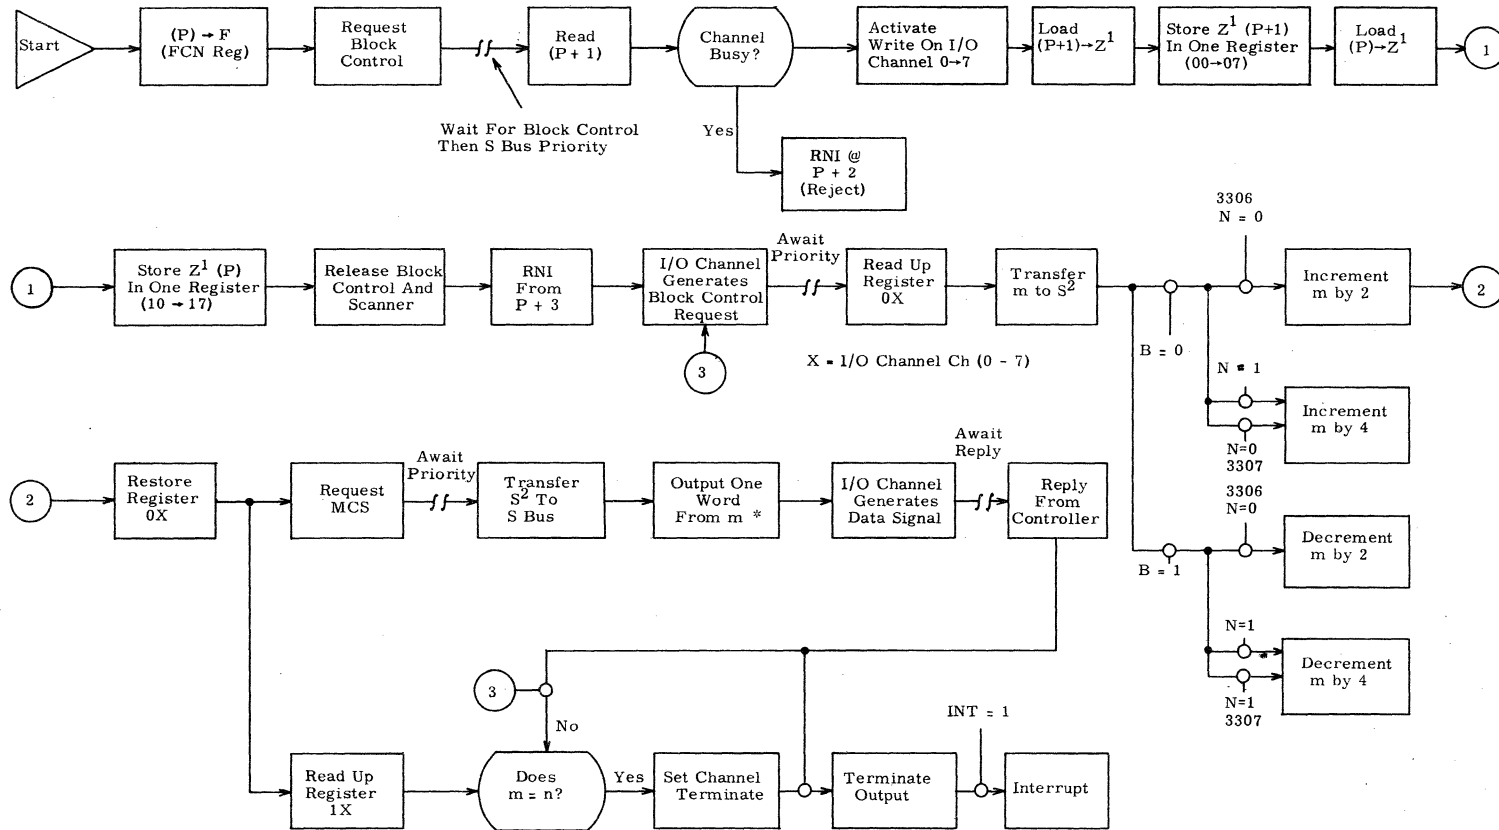 Start
(P) → F
(FCN Reg)
Request
Block
Control
Read
(P + 1)
Channel
Busy?
Activate
Write On I/O
Channel 0→7
Load
(P+1)→Z¹
Store Z¹ (P+1)
In One Register
(00→07)
Load
(P)→Z¹
1
Wait For Block Control
Then S Bus Priority
Yes
RNI @
P + 2
(Reject)
1
Store Z¹ (P)
In One Register
(10 → 17)
Release Block
Control And
Scanner
RNI
From
P + 3
I/O Channel
Generates
Block Control
Request
Await
Priority
Read Up
Register
0X
Transfer
m to S²
3306
N = 0
Increment
m by 2
2
3
X = I/O Channel Ch (0 - 7)
B = 0
N = 1
Increment
m by 4
N=0
3307
2
Restore
Register
0X
Request
MCS
Await
Priority
Transfer
S² To
S Bus
Output One
Word
From m *
I/O Channel
Generates
Data Signal
Await
Reply
Reply
From
Controller
3306
N=0
Decrement
m by 2
B = 1
N=1
Decrement
m by 4
N=1
3307
3
No
INT = 1
Read Up
Register
1X
Does
m = n?
Yes
Set Channel
Terminate
Terminate
Output
Interrupt